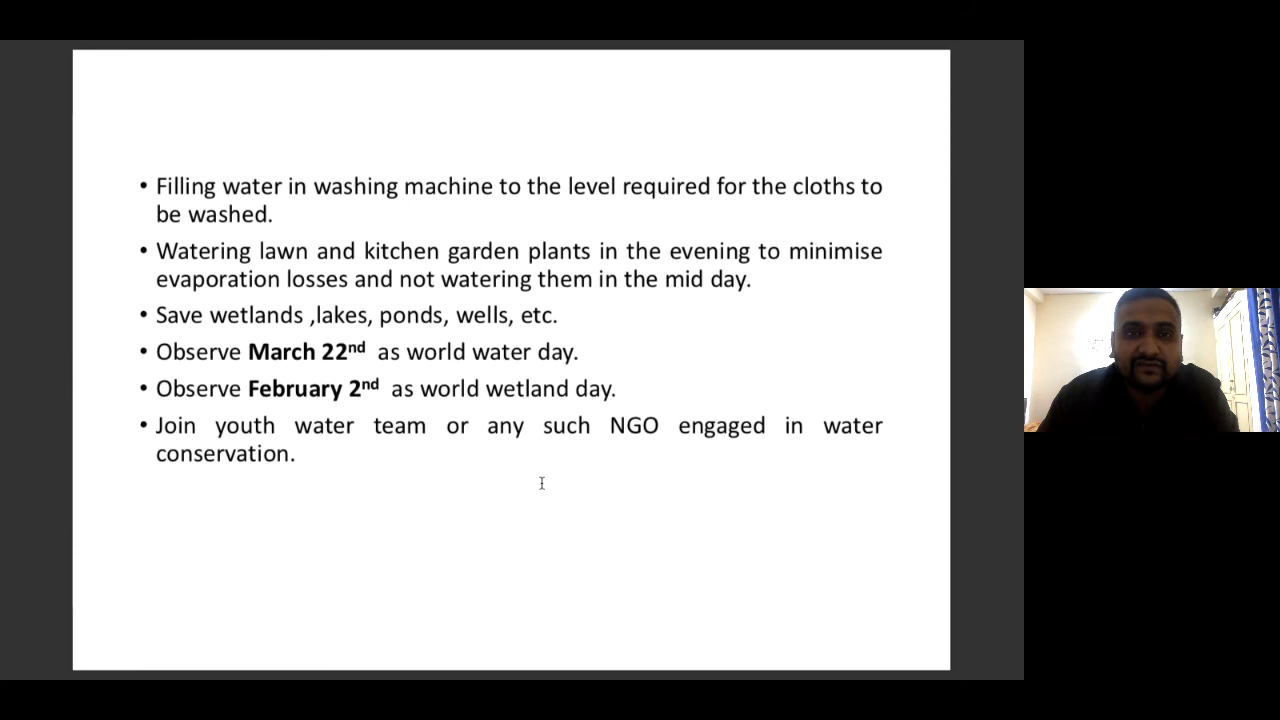 • Filling water in washing machine to the level required for the cloths to
be washed.
• Watering lawn and kitchen garden plants in the evening to minimise
evaporation losses and not watering them in the mid day.
• Save wetlands ,lakes, ponds, wells, etc.
• Observe March 22nd as world water day.
• Observe February 2nd as world wetland day.
• Join youth water team or any such NGO engaged in water
conservation.